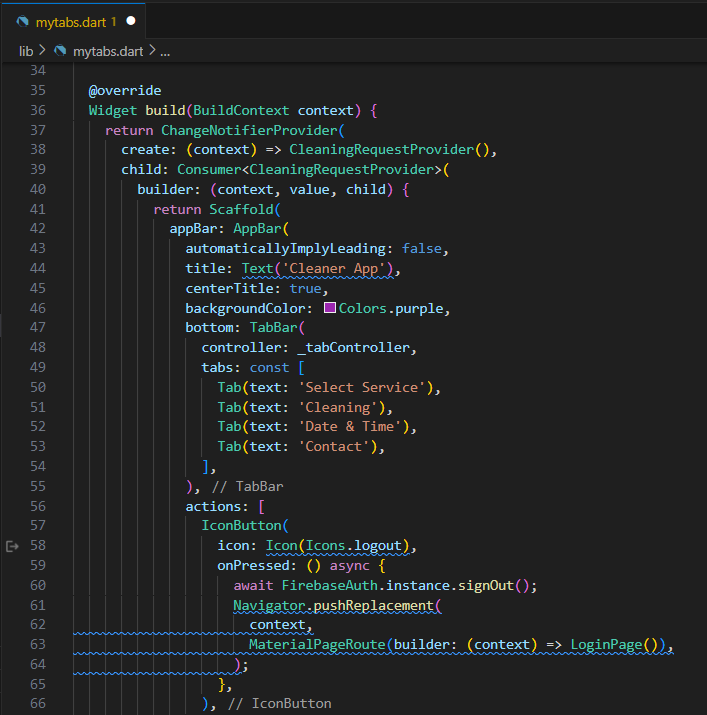 mytabs.dart 1
lib > mytabs.dart > ...
34
35 @override
36 Widget build(BuildContext context) {
37 return ChangeNotifierProvider(
38 create: (context) => CleaningRequestProvider(),
39 child: Consumer<CleaningRequestProvider>(
40 builder: (context, value, child) {
41 return Scaffold(
42 appBar: AppBar(
43 automaticallyImplyLeading: false,
44 title: Text('Cleaner App'),
45 centerTitle: true,
46 backgroundColor: Colors.purple,
47 bottom: TabBar(
48 controller: _tabController,
49 tabs: const [
50 Tab(text: 'Select Service'),
51 Tab(text: 'Cleaning'),
52 Tab(text: 'Date & Time'),
53 Tab(text: 'Contact'),
54 ],
55 ), // TabBar
56 actions: [
57 IconButton(
58 icon: Icon(Icons.logout),
59 onPressed: () async {
60 await FirebaseAuth.instance.signOut();
61 Navigator.pushReplacement(
62 context,
63 MaterialPageRoute(builder: (context) => LoginPage()),
64 );
65 },
66 ), // IconButton